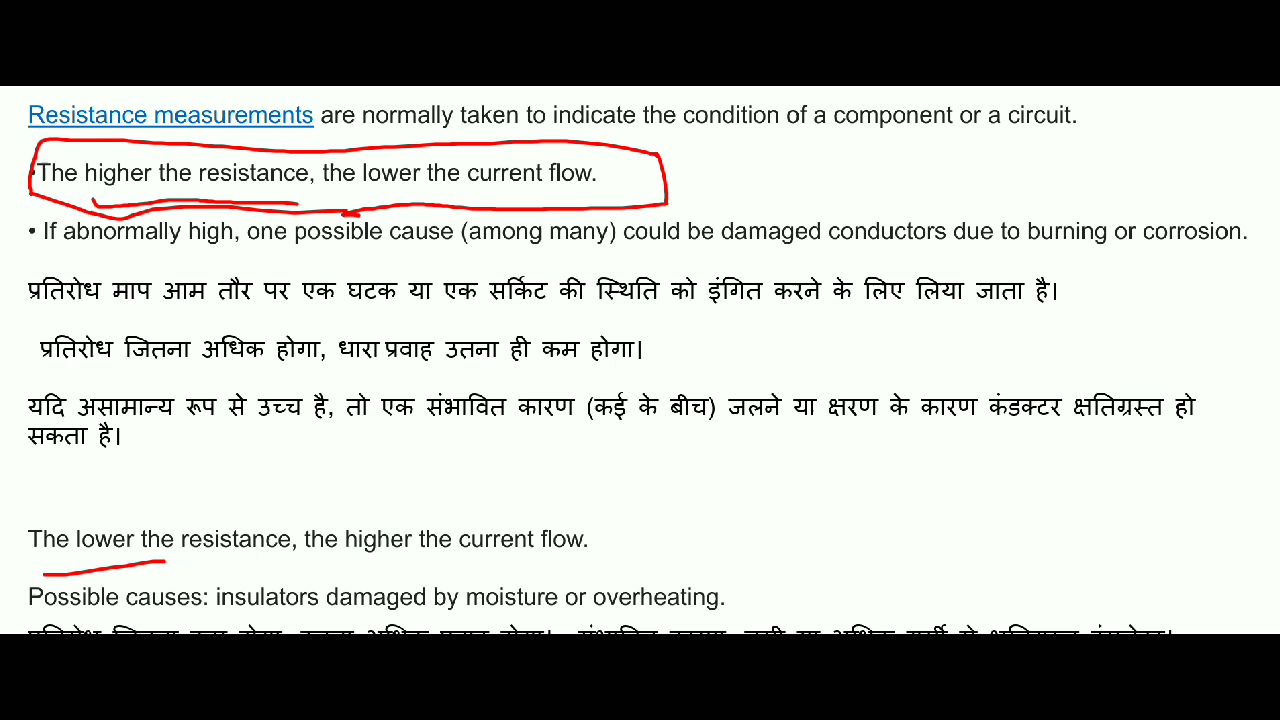 Resistance measurements are normally taken to indicate the condition of a component or a circuit.
•The higher the resistance, the lower the current flow.
• If abnormally high, one possible cause (among many) could be damaged conductors due to burning or corrosion.
प्रतिरोध माप आम तौर पर एक घटक या एक सर्किट की स्थिति को इंगित करने के लिए लिया जाता है।
प्रतिरोध जितना अधिक होगा, धारा प्रवाह उतना ही कम होगा।
यदि असामान्य रूप से उच्च है, तो एक संभावित कारण (कई के बीच) जलने या क्षरण के कारण कंडक्टर क्षतिग्रस्त हो
सकता है।
The lower the resistance, the higher the current flow.
Possible causes: insulators damaged by moisture or overheating.